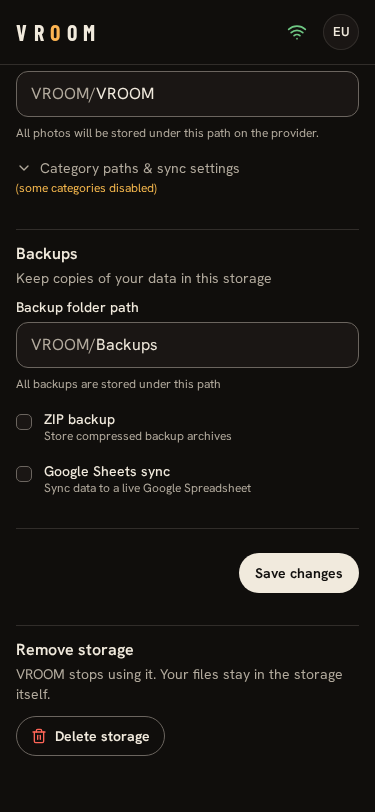 VROOM
EU
VROOM/VROOM
All photos will be stored under this path on the provider.
Category paths & sync settings
(some categories disabled)
Backups
Keep copies of your data in this storage
Backup folder path
VROOM/Backups
All backups are stored under this path
ZIP backup
Store compressed backup archives
Google Sheets sync
Sync data to a live Google Spreadsheet
Save changes
Remove storage
VROOM stops using it. Your files stay in the storage
itself.
Delete storage